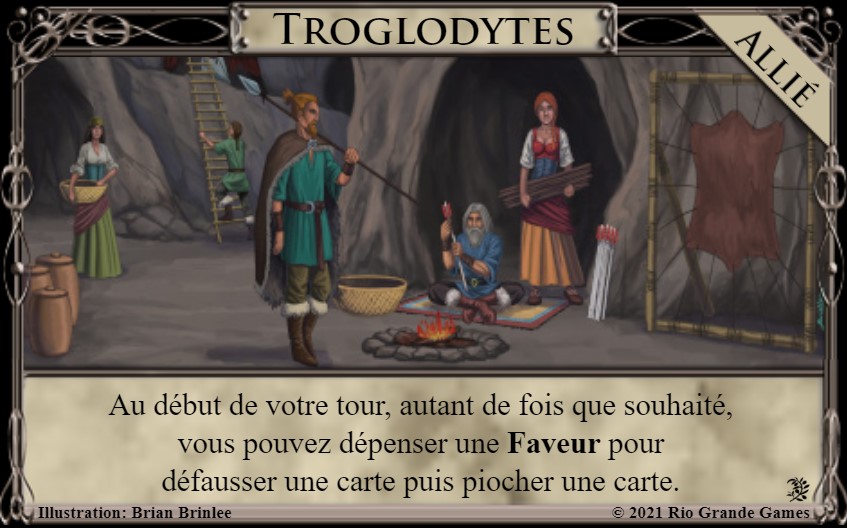 TROGLODYTES
ALLIÉ
Au début de votre tour, autant de fois que souhaité,
vous pouvez dépenser une Faveur pour
défausser une carte puis piocher une carte.
Illustration: Brian Brinlee
© 2021 Rio Grande Games